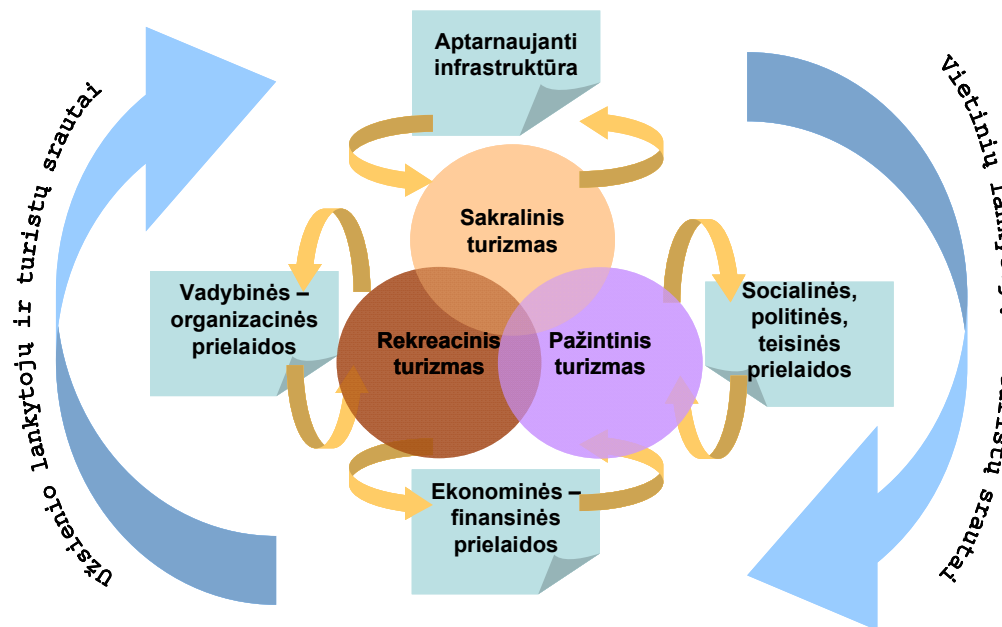 Aptarnaujanti
infrastruktūra
Užsienio lankytojų ir turistų srautai
Vietinių
srautai
Sakralinis
turizmas
Vadybinės –
organizacinės
prielaidos
Rekreacinis
turizmas
Pažintinis
turizmas
Socialinės,
politinės,
teisinės
prielaidos
Ekonominės –
finansinės
prielaidos